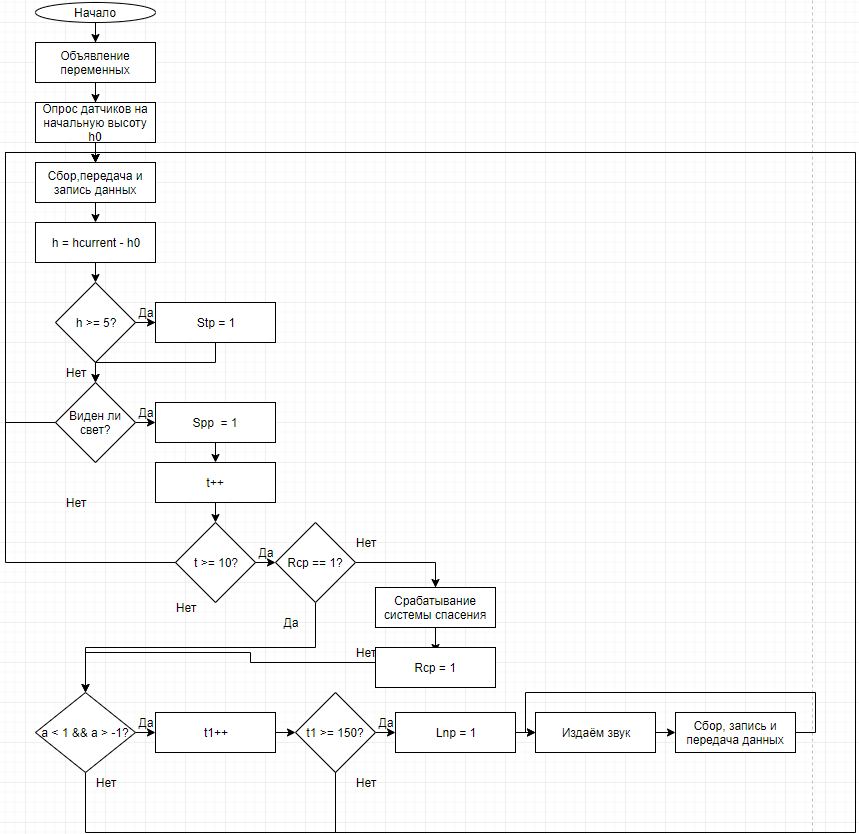 Начало
Объявление
переменных
Опрос датчиков на
начальную высоту
h0
Сбор,передача и
запись данных
h = hcurrent - h0
h >= 5?
Да
Stp = 1
Нет
Виден ли
свет?
Да
Spp = 1
t++
Нет
t >= 10?
Да
Rcp == 1?
Нет
Срабатывание
системы спасения
Нет
Да
Нет
Rcp = 1
a < 1 && a > -1?
Да
t1++
t1 >= 150?
Да
Lnp = 1
Издаём звук
Сбор, запись и
передача данных
Нет
Нет